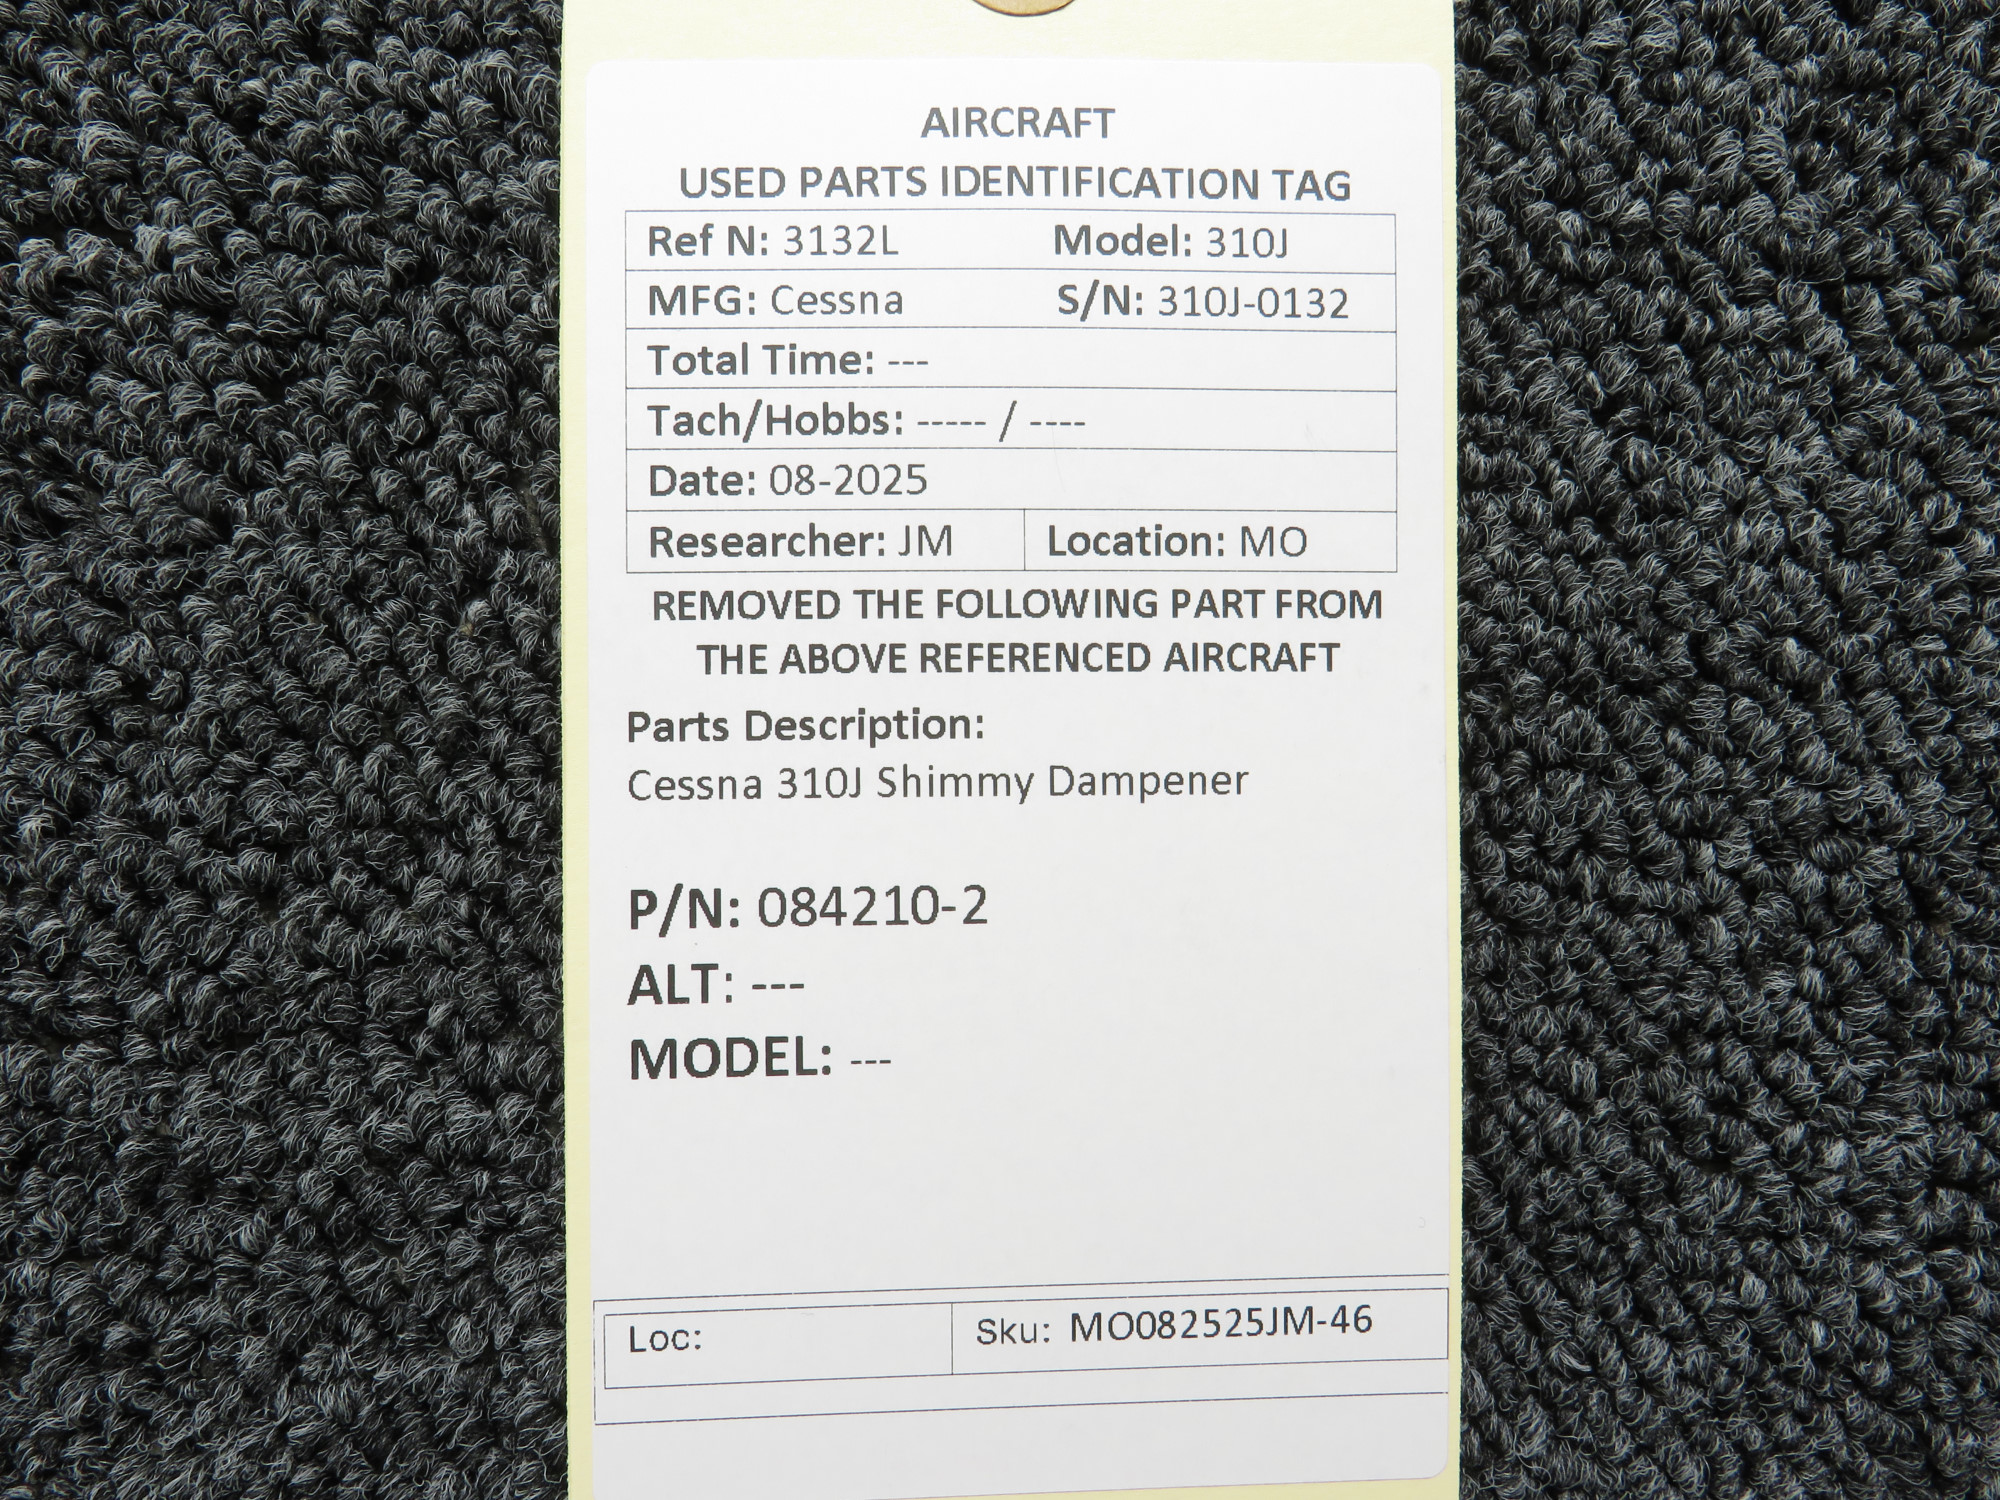 AIRCRAFT
USED PARTS IDENTIFICATION TAG
Ref N: 3132L Model: 310J
MFG: Cessna S/N: 310J-0132
Total Time: ---
Tach/Hobbs: ----- / ----
Date: 08-2025
Researcher: JM Location: MO
REMOVED THE FOLLOWING PART FROM
THE ABOVE REFERENCED AIRCRAFT
Parts Description:
Cessna 310J Shimmy Dampener
P/N: 084210-2
ALT: ---
MODEL: ---
Loc: Sku: MO082525JM-46